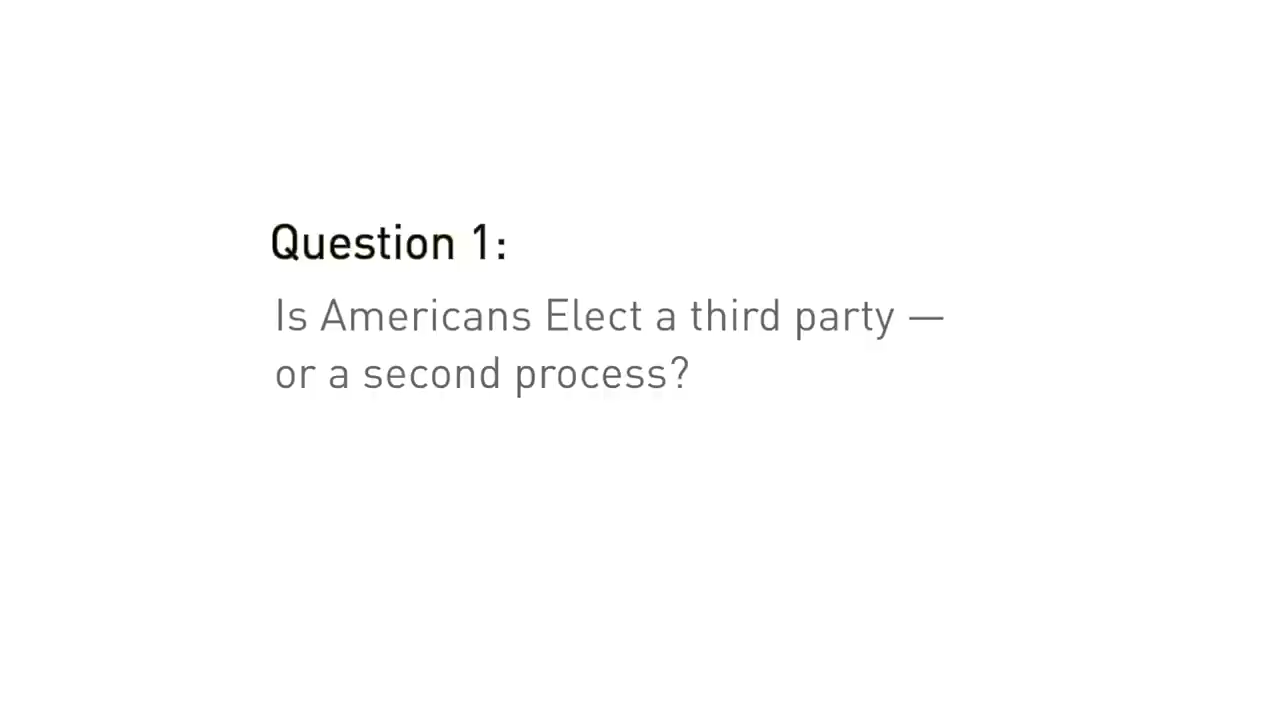 Question 1:
Is Americans Elect a third party —
or a second process?